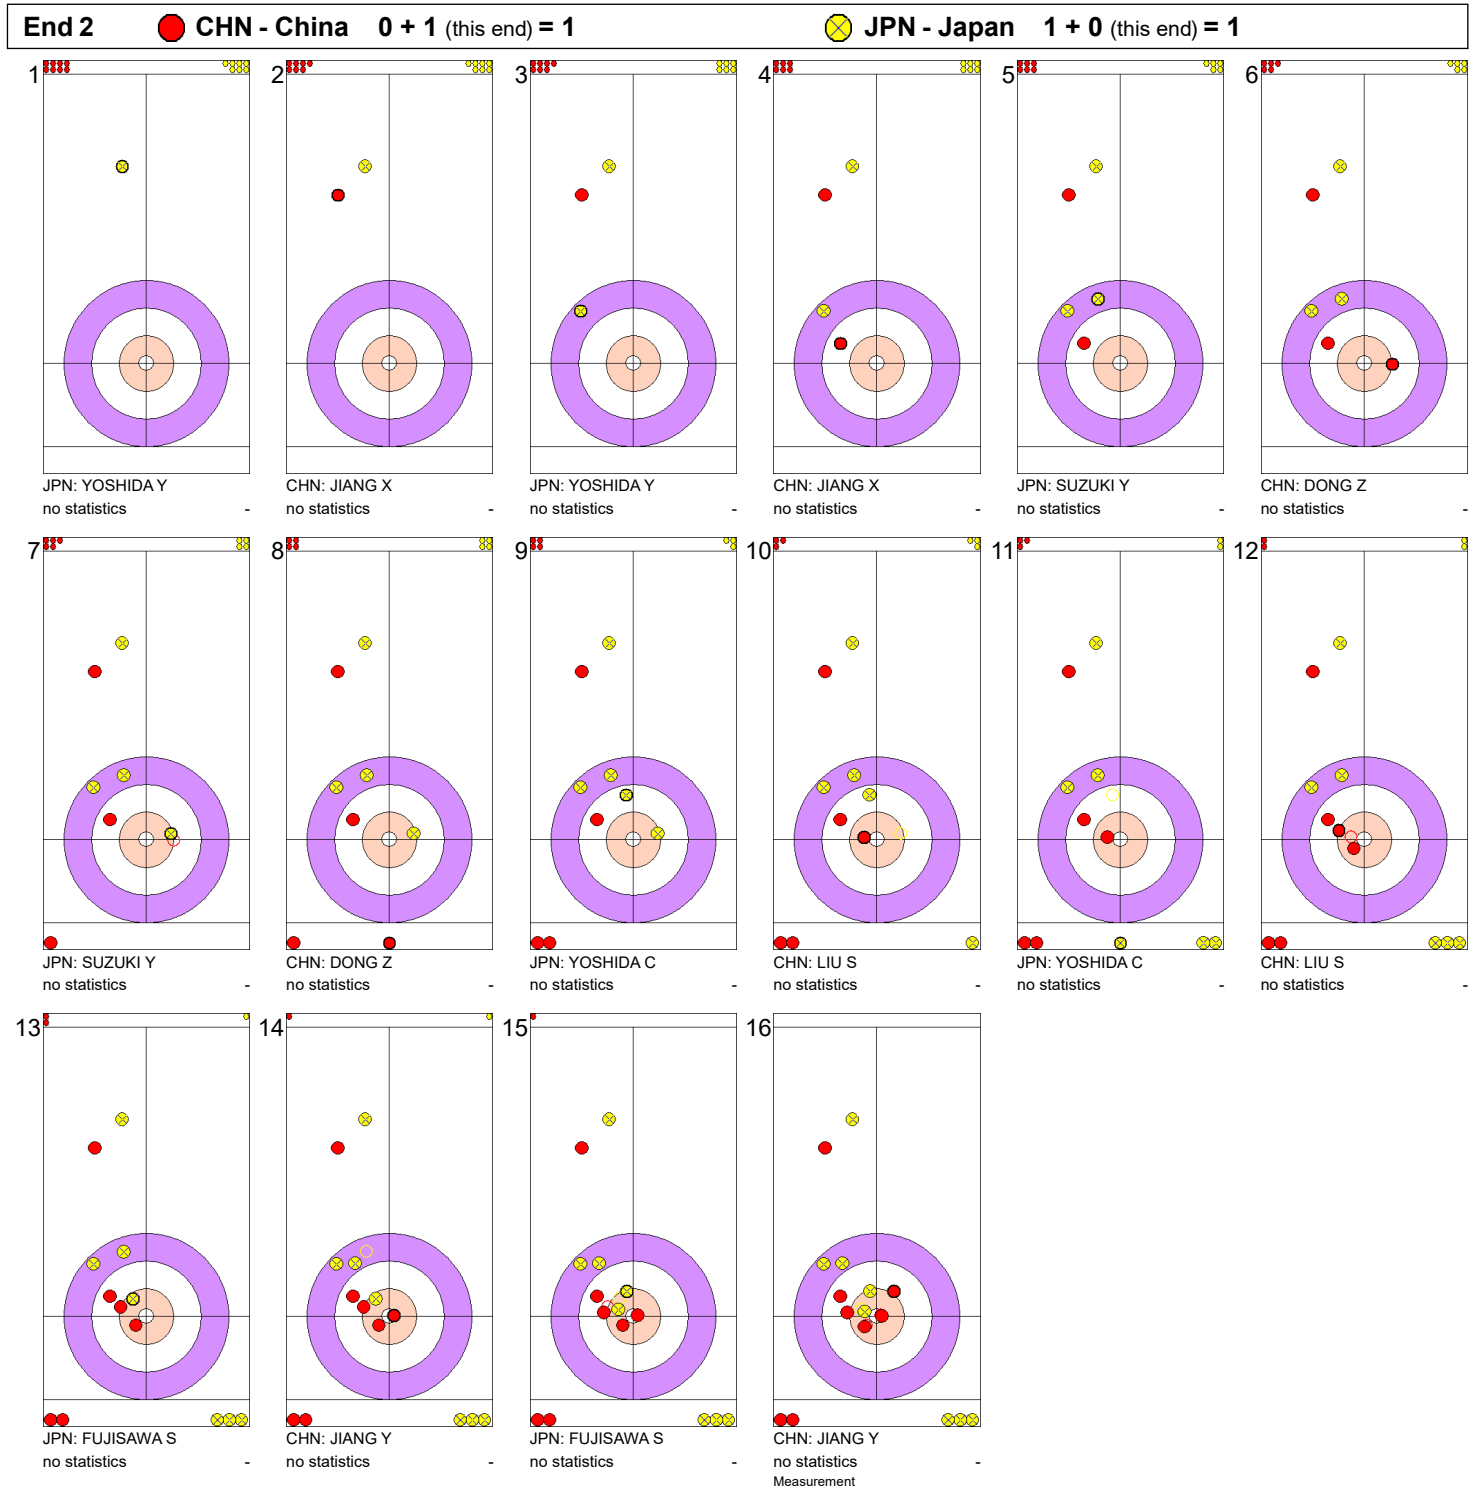 End 2 CHN - China 0 + 1 (this end) = 1 JPN - Japan 1 + 0 (this end) = 1
1 2 3 4 5 6
JPN: YOSHIDA Y CHN: JIANG X JPN: YOSHIDA Y CHN: JIANG X JPN: SUZUKI Y CHN: DONG Z
no statistics - no statistics - no statistics - no statistics - no statistics - no statistics -
7 8 9 10 11 12
JPN: SUZUKI Y CHN: DONG Z JPN: YOSHIDA C CHN: LIU S JPN: YOSHIDA C CHN: LIU S
no statistics - no statistics - no statistics - no statistics - no statistics - no statistics -
13 14 15 16
JPN: FUJISAWA S CHN: JIANG Y JPN: FUJISAWA S CHN: JIANG Y
no statistics - no statistics - no statistics - no statistics -
Measurement